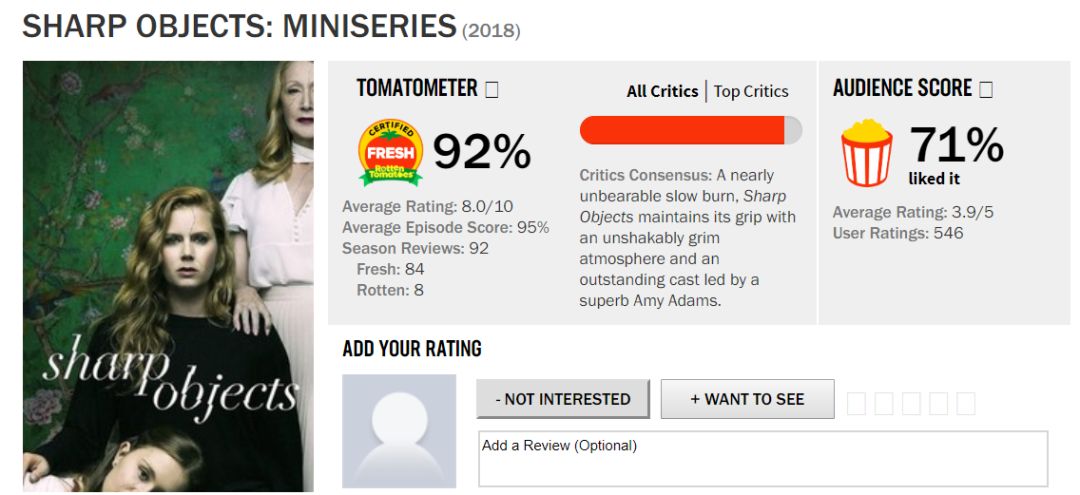 SHARP OBJECTS: MINISERIES (2018)
sharp
objects
TOMATOMETER
CERTIFIED
FRESH
Rotten
Tomatoes
92%
Average Rating: 8.0/10
Average Episode Score: 95%
Season Reviews: 92
Fresh: 84
Rotten: 8
All Critics | Top Critics
Critics Consensus: A nearly
unbearable slow burn, Sharp
Objects maintains its grip with
an unshakably grim
atmosphere and an
outstanding cast led by a
superb Amy Adams.
AUDIENCE SCORE
71%
liked it
Average Rating: 3.9/5
User Ratings: 546
ADD YOUR RATING
- NOT INTERESTED
+ WANT TO SEE
Add a Review (Optional)